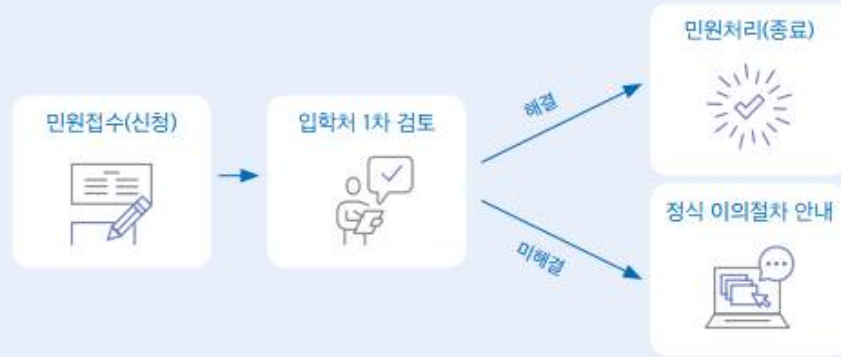 민원접수(신청)
입학처 1차 검토
해결
미해결
민원처리(종료)
정식 이의절차 안내